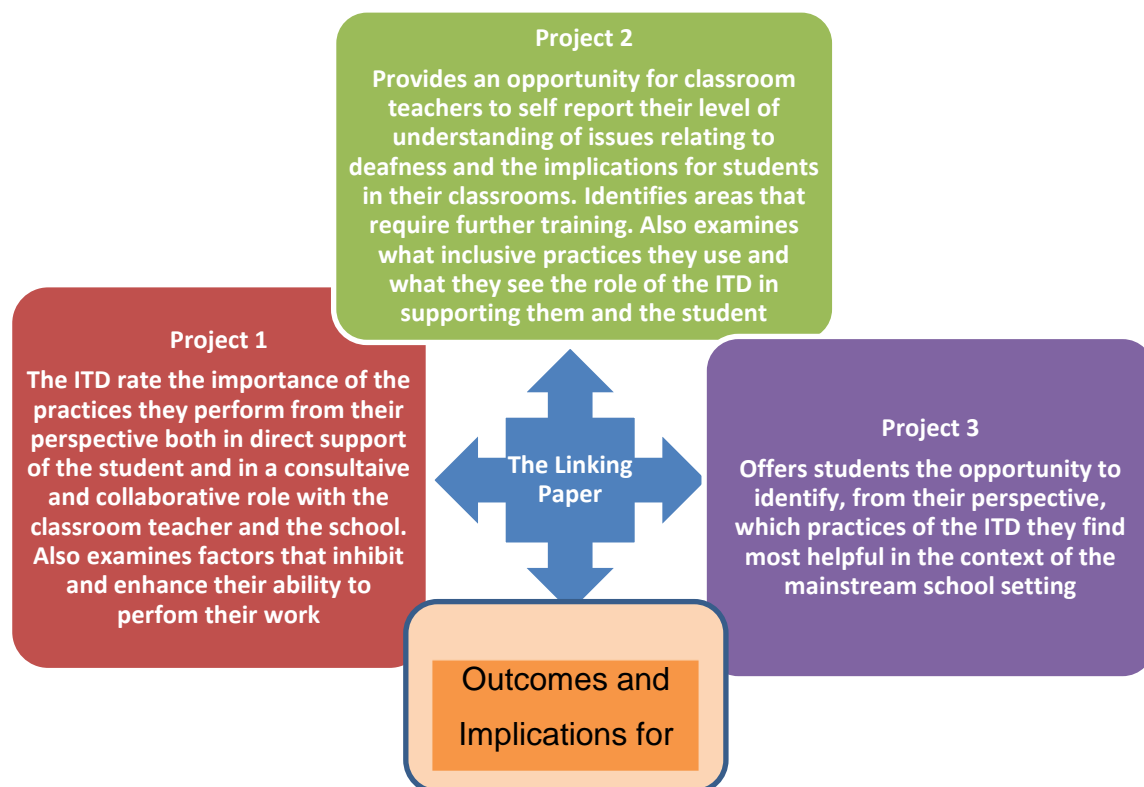 Project 2
Provides an opportunity for classroom
teachers to self report their level of
understanding of issues relating to
deafness and the implications for students
in their classrooms. Identifies areas that
require further training. Also examines
what inclusive practices they use and
what they see the role of the ITD in
supporting them and the student
Project 1
The ITD rate the importance of the
practices they perform from their
perspective both in direct support
of the student and in a consultaive
and collaborative role with the
classroom teacher and the school.
Also examines factors that inhibit
and enhance their ability to
perfom their work
The Linking
Paper
Project 3
Offers students the opportunity to
identify, from their perspective,
which practices of the ITD they find
most helpful in the context of the
mainstream school setting
Outcomes and
Implications for